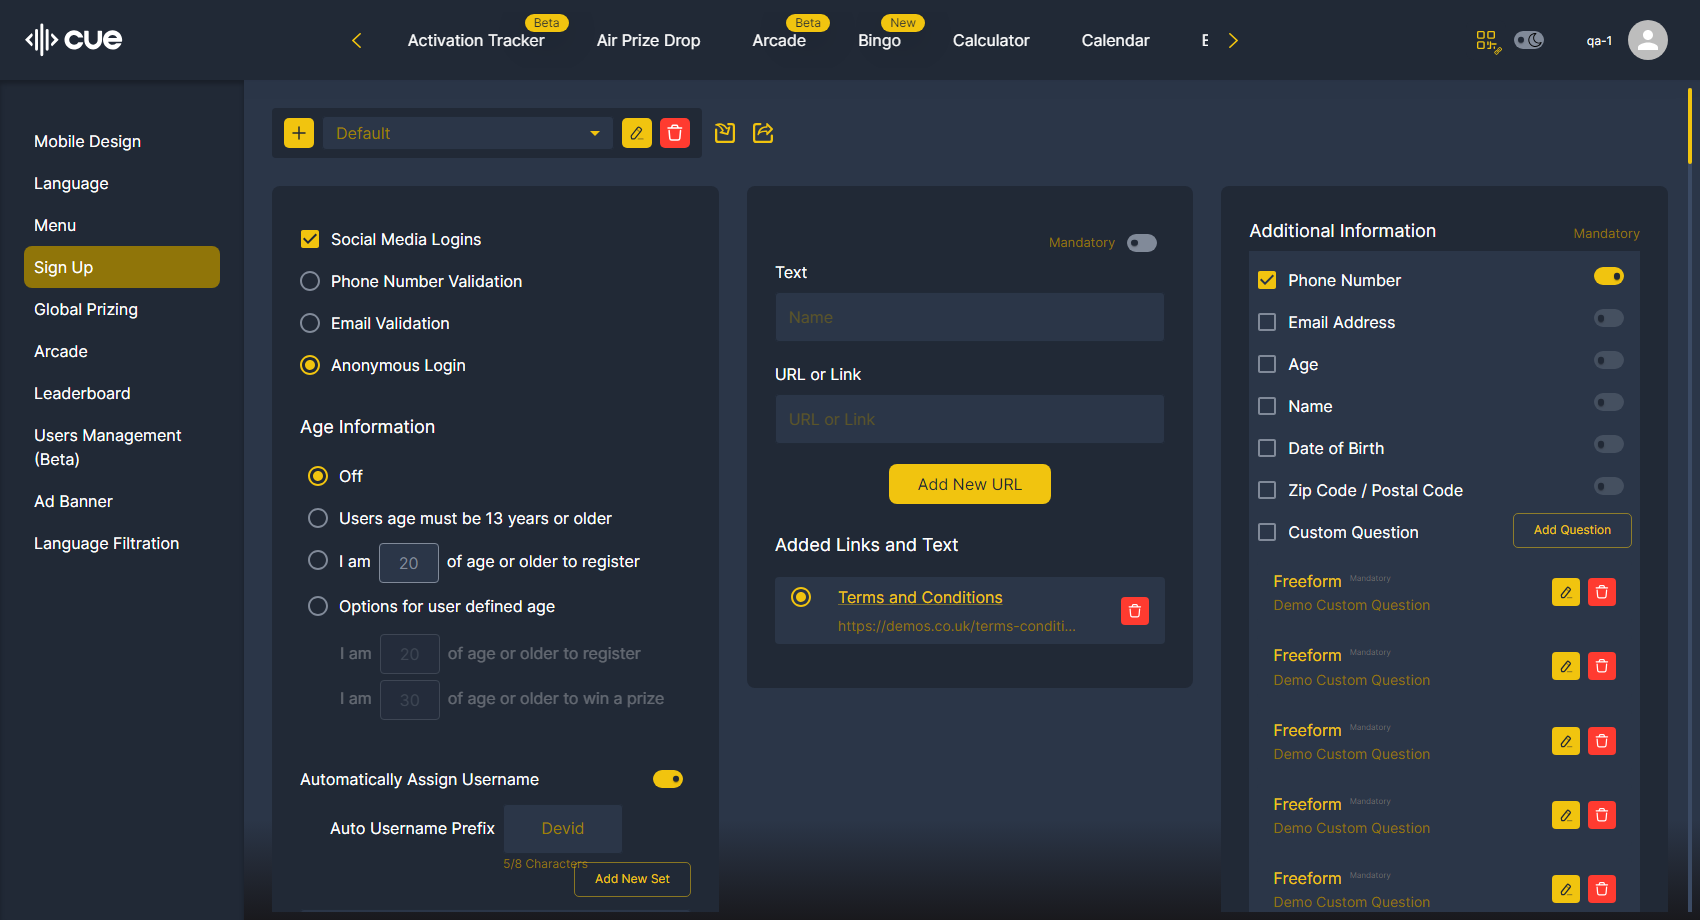 cue
Activation Tracker
Beta
Air Prize Drop
Arcade
Beta
Bingo
New
Calculator
Calendar
qa-1
Mobile Design
Language
Menu
Sign Up
Global Prizing
Arcade
Leaderboard
Users Management
(Beta)
Ad Banner
Language Filtration
Default
Social Media Logins
Phone Number Validation
Email Validation
Anonymous Login
Age Information
Off
Users age must be 13 years or older
I am 20 of age or older to register
Options for user defined age
I am 20 of age or older to register
I am 30 of age or older to win a prize
Automatically Assign Username
Auto Username Prefix Devid
5/8 Characters
Add New Set
Mandatory
Text
Name
URL or Link
URL or Link
Add New URL
Added Links and Text
Terms and Conditions
https://demos.co.uk/terms-conditi...
Additional Information Mandatory
Phone Number
Email Address
Age
Name
Date of Birth
Zip Code / Postal Code
Custom Question Add Question
Freeform Mandatory
Demo Custom Question
Freeform Mandatory
Demo Custom Question
Freeform Mandatory
Demo Custom Question
Freeform Mandatory
Demo Custom Question
Freeform Mandatory
Demo Custom Question